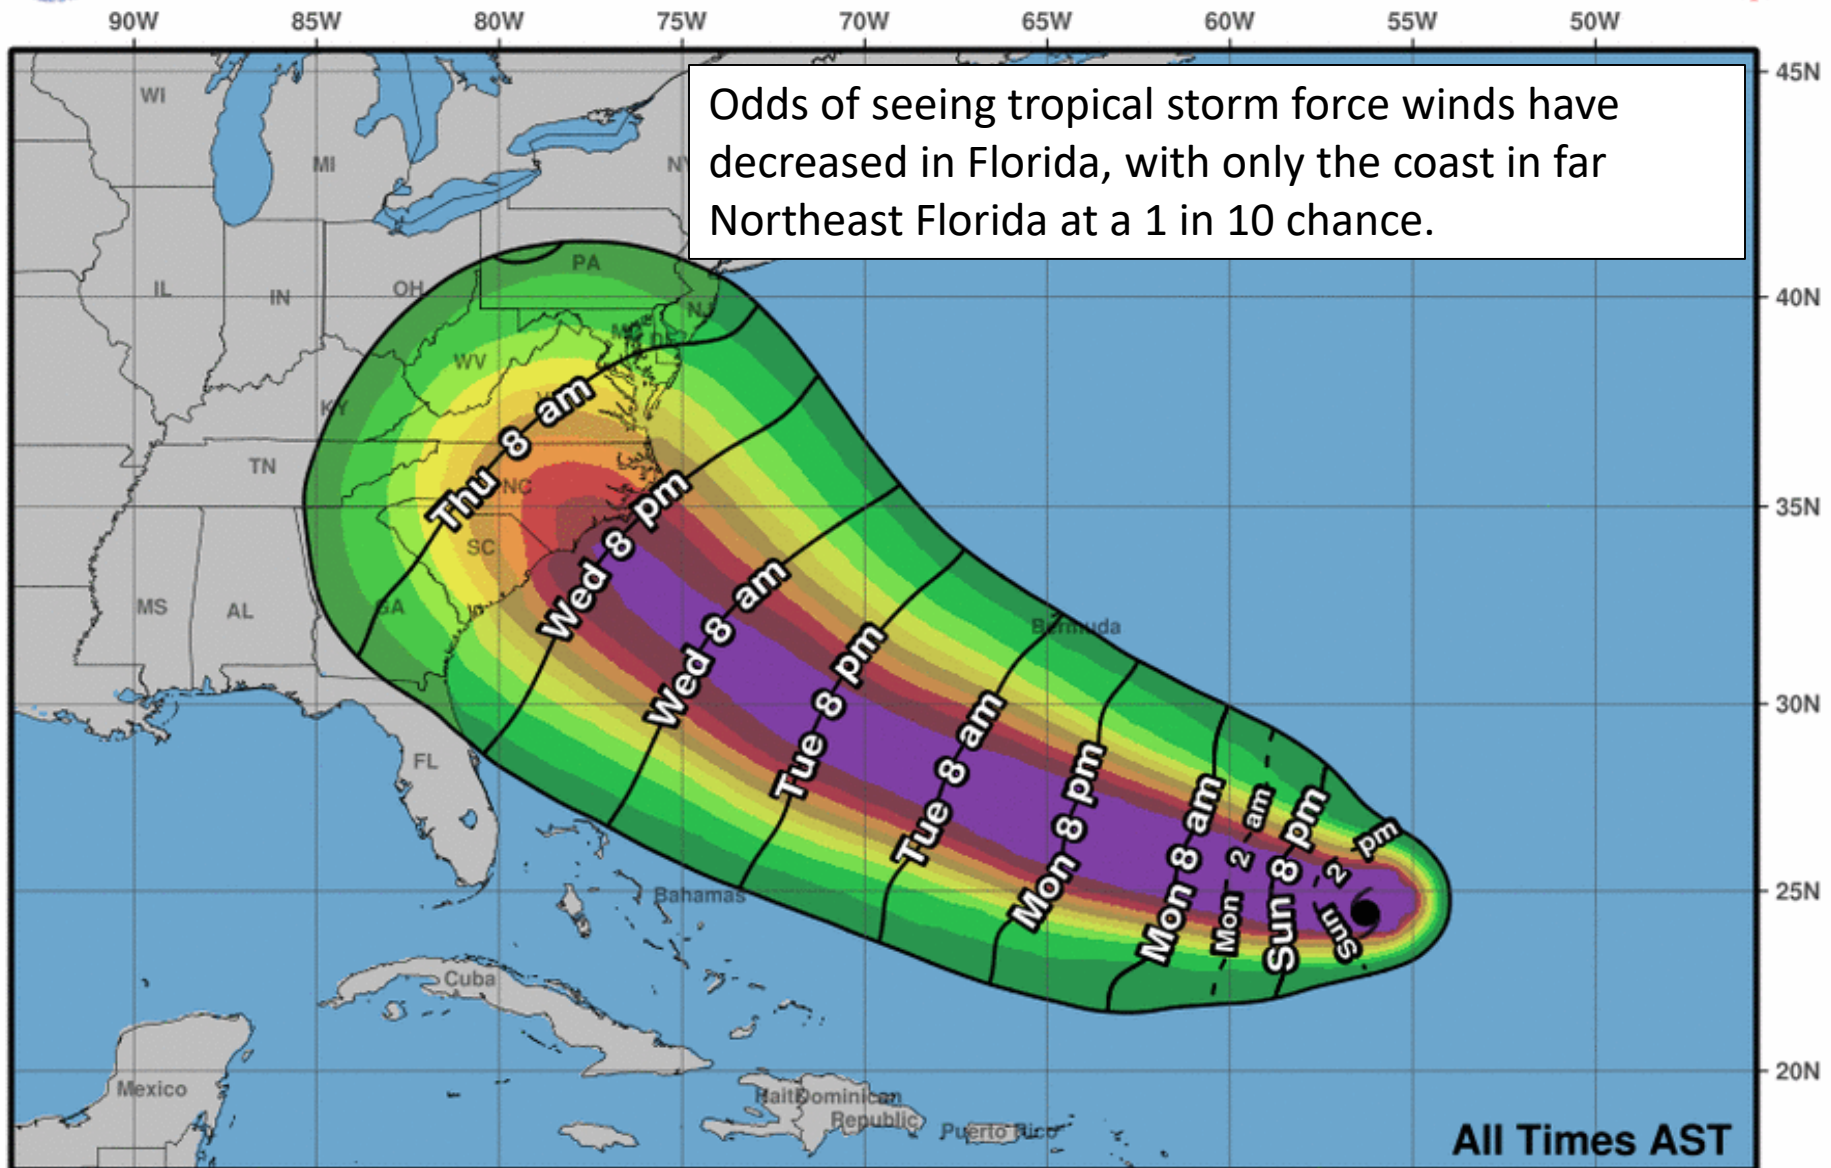 90W 85W 80W 75W 70W 65W 60W 55W 50W
45N
Odds of seeing tropical storm force winds have
decreased in Florida, with only the coast in far
Northeast Florida at a 1 in 10 chance.
WI
MI
PA
IL
IN
OH
40N
NJ
WV
KY
Thu 8 am
TN
NC
35N
SC
Wed 8 pm
MS
AL
GA
Wed 8 am
Bermuda
Tue 8 pm
30N
FL
Tue 8 am
Mon 8 pm
Mon 8 am
Mon 2 am
Sun 8 pm
Sun 2 pm
25N
Bahamas
Cuba
20N
Mexico
Haiti
Dominican
Republic
Puerto Rico
All Times AST